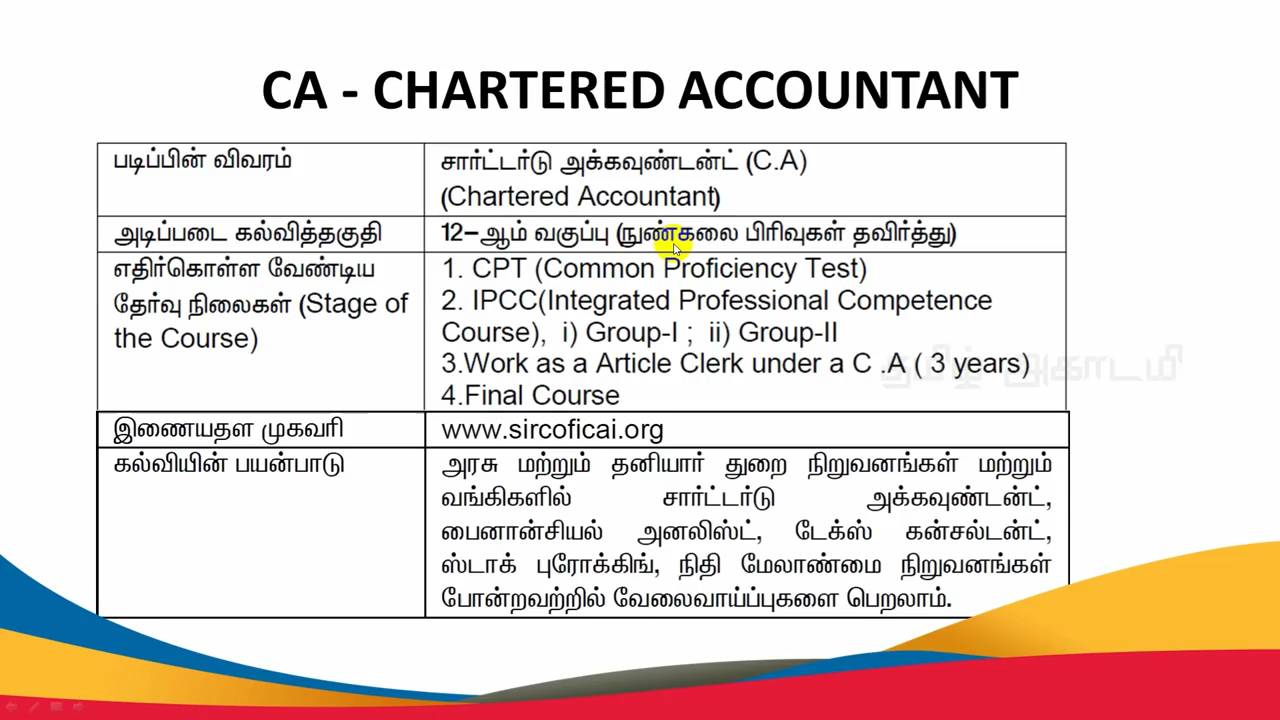 CA - CHARTERED ACCOUNTANT
படிப்பின் விவரம்
சார்ட்டர்டு அக்கவுண்டன்ட் (C.A)
(Chartered Accountant)
அடிப்படை கல்வித்தகுதி
12–ஆம் வகுப்பு (நுண்கலை பிரிவுகள் தவிர்த்து)
எதிர்கொள்ள வேண்டிய
தேர்வு நிலைகள் (Stage of
the Course)
1. CPT (Common Proficiency Test)
2. IPCC(Integrated Professional Competence
Course), i) Group-I ; ii) Group-II
3.Work as a Article Clerk under a C .A ( 3 years)
4.Final Course
தமிழ் அகாடமி
இணையதள முகவரி
www.sircoficai.org
கல்வியின் பயன்பாடு
அரசு மற்றும் தனியார் துறை நிறுவனங்கள் மற்றும்
வங்கிகளில் சார்ட்டர்டு அக்கவுண்டன்ட்,
பைனான்சியல் அனலிஸ்ட், டேக்ஸ் கன்சல்டன்ட்,
ஸ்டாக் புரோக்கிங், நிதி மேலாண்மை நிறுவனங்கள்
போன்றவற்றில் வேலைவாய்ப்புகளை பெறலாம்.